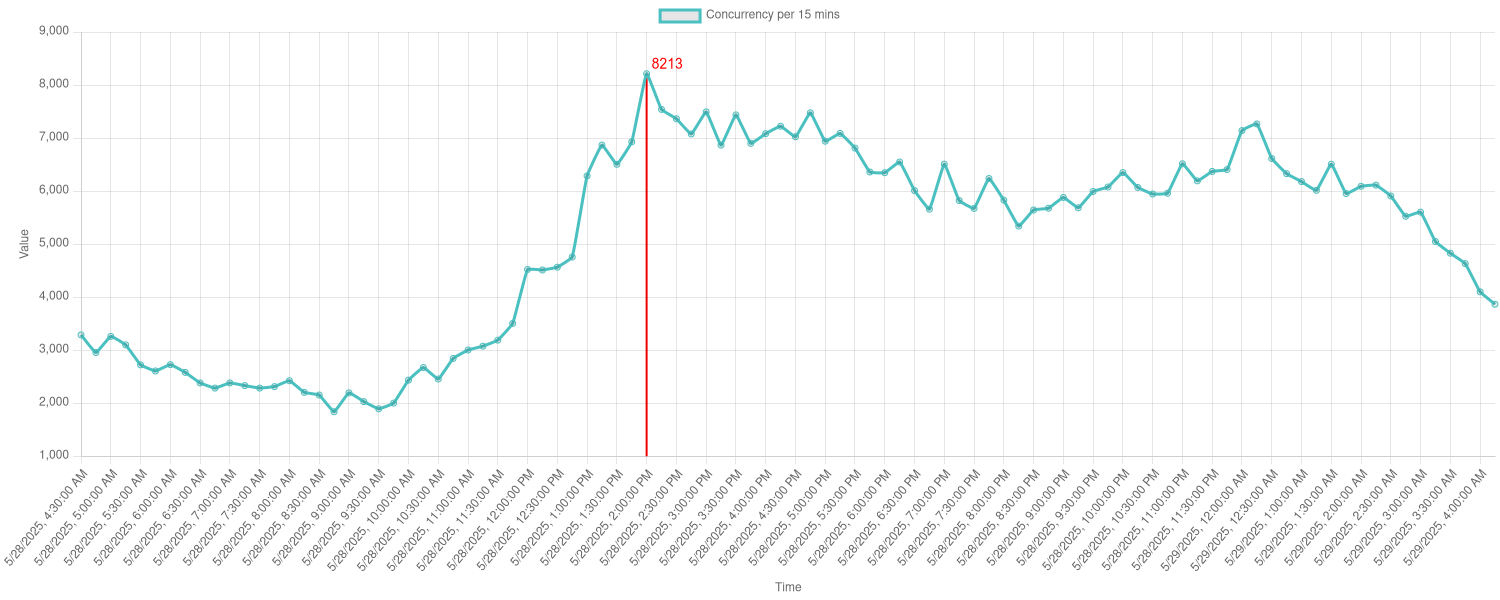 Concurrency per 15 mins
9,000
8213
8,000
7,000
6,000
5,000
Value
4,000
3,000
2,000
1,000
5/28/2025, 4:30:00 AM
5/28/2025, 5:00:00 AM
5/28/2025, 5:30:00 AM
5/28/2025, 6:00:00 AM
5/28/2025, 6:30:00 AM
5/28/2025, 7:00:00 AM
5/28/2025, 7:30:00 AM
5/28/2025, 8:00:00 AM
5/28/2025, 8:30:00 AM
5/28/2025, 9:00:00 AM
5/28/2025, 9:30:00 AM
5/28/2025, 10:00:00 AM
5/28/2025, 10:30:00 AM
5/28/2025, 11:00:00 AM
5/28/2025, 11:30:00 AM
5/28/2025, 12:00:00 PM
5/28/2025, 12:30:00 PM
5/28/2025, 1:00:00 PM
5/28/2025, 1:30:00 PM
5/28/2025, 2:00:00 PM
5/28/2025, 2:30:00 PM
5/28/2025, 3:00:00 PM
5/28/2025, 3:30:00 PM
5/28/2025, 4:00:00 PM
5/28/2025, 4:30:00 PM
5/28/2025, 5:00:00 PM
5/28/2025, 5:30:00 PM
5/28/2025, 6:00:00 PM
5/28/2025, 6:30:00 PM
5/28/2025, 7:00:00 PM
5/28/2025, 7:30:00 PM
5/28/2025, 8:00:00 PM
5/28/2025, 8:30:00 PM
5/28/2025, 9:00:00 PM
5/28/2025, 9:30:00 PM
5/28/2025, 10:00:00 PM
5/28/2025, 10:30:00 PM
5/28/2025, 11:00:00 PM
5/28/2025, 11:30:00 PM
5/29/2025, 12:00:00 AM
5/29/2025, 12:30:00 AM
5/29/2025, 1:00:00 AM
5/29/2025, 1:30:00 AM
5/29/2025, 2:00:00 AM
5/29/2025, 2:30:00 AM
5/29/2025, 3:00:00 AM
5/29/2025, 3:30:00 AM
5/29/2025, 4:00:00 AM
Time